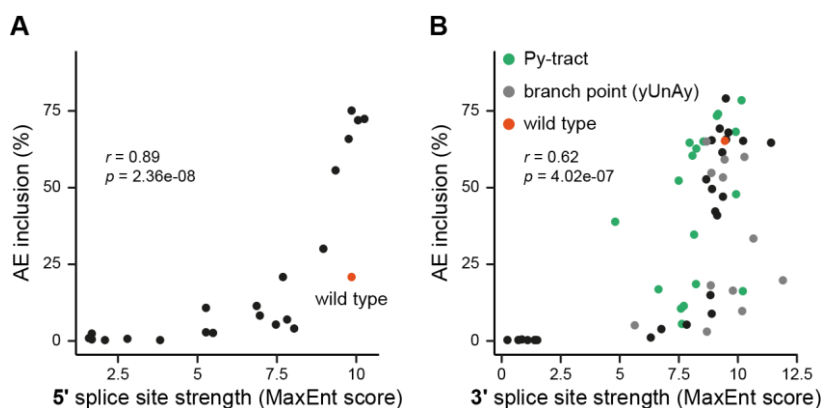 A
AE inclusion (%)
75
50
25
0
r = 0.89
p = 2.36e-08
wild type
2.5
5
7.5
10
5' splice site strength (MaxEnt score)
B
Py-tract
branch point (yUnAy)
wild type
r = 0.62
p = 4.02e-07
AE inclusion (%)
75
50
25
0
0
2.5
5
7.5
10
12.5
3' splice site strength (MaxEnt score)